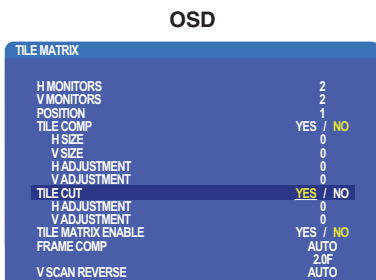 OSD
TILE MATRIX
H MONITORS 2
V MONITORS 2
POSITION 1
TILE COMP YES / NO
H SIZE 0
V SIZE 0
H ADJUSTMENT 0
V ADJUSTMENT 0
TILE CUT YES / NO
H ADJUSTMENT 0
V ADJUSTMENT 0
TILE MATRIX ENABLE YES / NO
FRAME COMP AUTO
2.0F
V SCAN REVERSE AUTO